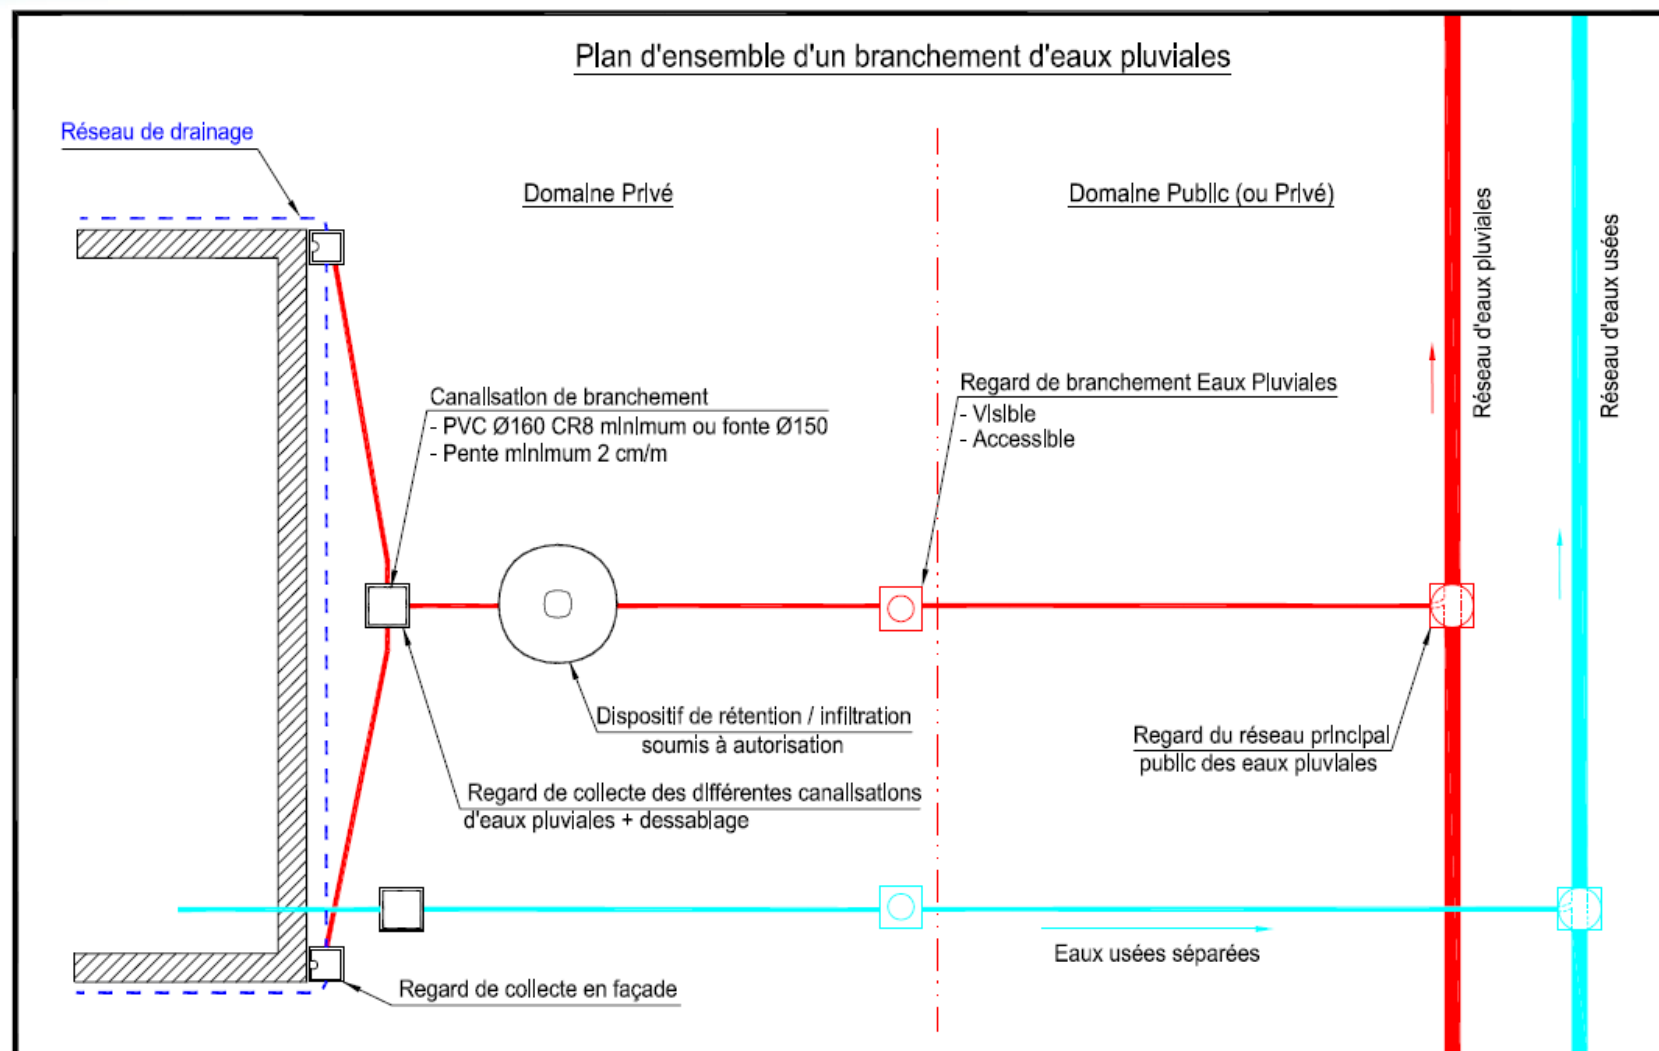 Plan d'ensemble d'un branchement d'eaux pluviales
Réseau de drainage
Domaine Privé
Domaine Public (ou Privé)
Réseau d'eaux pluviales
Réseau d'eaux usées
Canalisation de branchement
- PVC Ø160 CR8 minimum ou fonte Ø150
- Pente minimum 2 cm/m
Regard de branchement Eaux Pluviales
- Visible
- Accessible
Dispositif de rétention / infiltration
soumis à autorisation
Regard du réseau principal
public des eaux pluviales
Regard de collecte des différentes canalisations
d'eaux pluviales + dessablage
Eaux usées séparées
Regard de collecte en façade